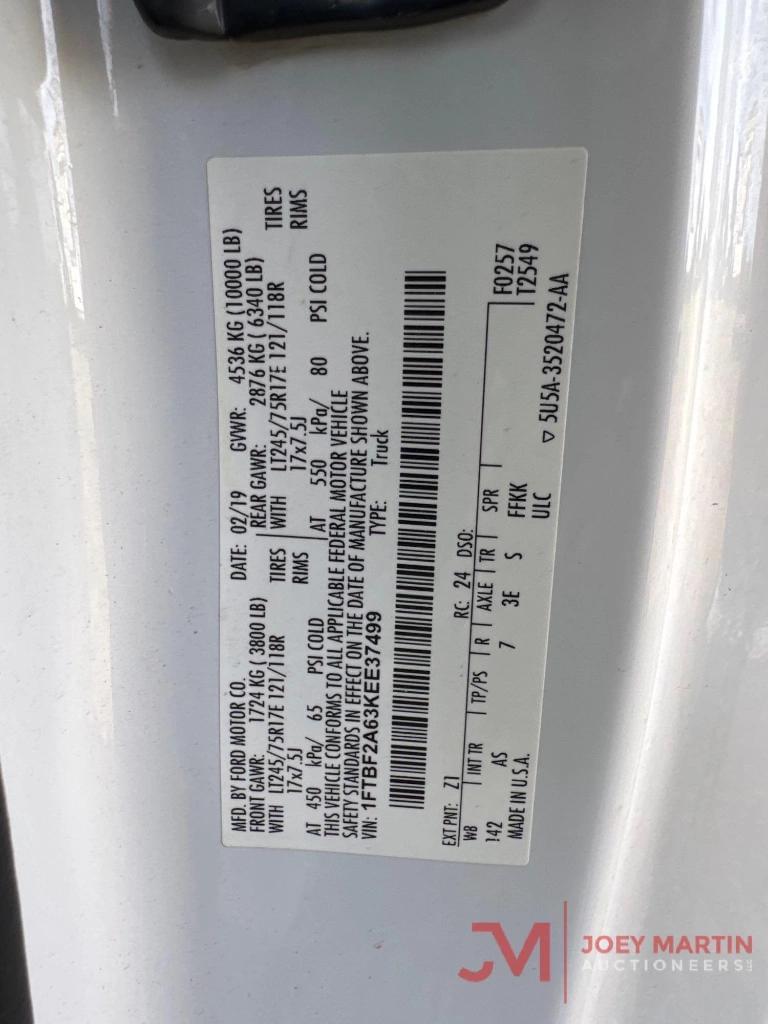 MFD. BY FORD MOTOR CO. DATE: 02/19 GVWR: 4536 KG (10000 LB)
FRONT GAWR: 1724 KG ( 3800 LB) REAR GAWR: 2876 KG ( 6340 LB)
WITH LT245/75R17E 121/118R TIRES WITH LT245/75R17E 121/118R TIRES
17x7.5J RIMS 17x7.5J RIMS
AT 450 kPa/ 65 PSI COLD AT 550 kPa/ 80 PSI COLD
THIS VEHICLE CONFORMS TO ALL APPLICABLE FEDERAL MOTOR VEHICLE
SAFETY STANDARDS IN EFFECT ON THE DATE OF MANUFACTURE SHOWN ABOVE.
VIN: 1FTBF2A63KEE37499 TYPE: Truck
EXT PNT: Z1 RC: 24 DSO:
WB INT TR TP/PS R AXLE TR SPR F0257
142 AS 7 3E S FFKK T2549
MADE IN U.S.A. ULC ▽ 5U5A-3520472-AA
JM JOEY MARTIN
AUCTIONEERS